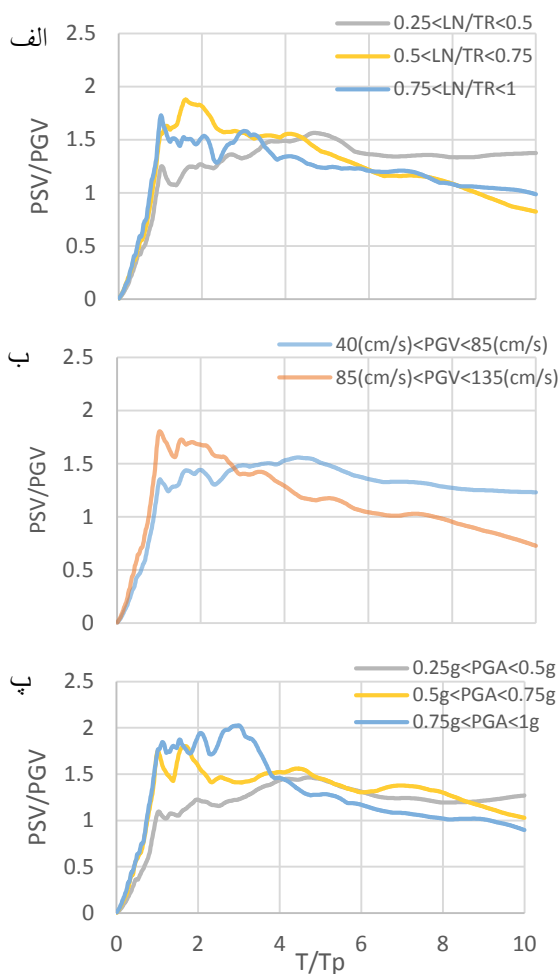 الف
0.25<LN/TR<0.5
0.5<LN/TR<0.75
0.75<LN/TR<1
2.5
2
1.5
1
0.5
0
PSV/PGV
ب
40(cm/s)<PGV<85(cm/s)
85(cm/s)<PGV<135(cm/s)
2.5
2
1.5
1
0.5
0
PSV/PGV
پ
0.25g<PGA<0.5g
0.5g<PGA<0.75g
0.75g<PGA<1g
2.5
2
1.5
1
0.5
0
PSV/PGV
0 2 4 6 8 10
T/Tp